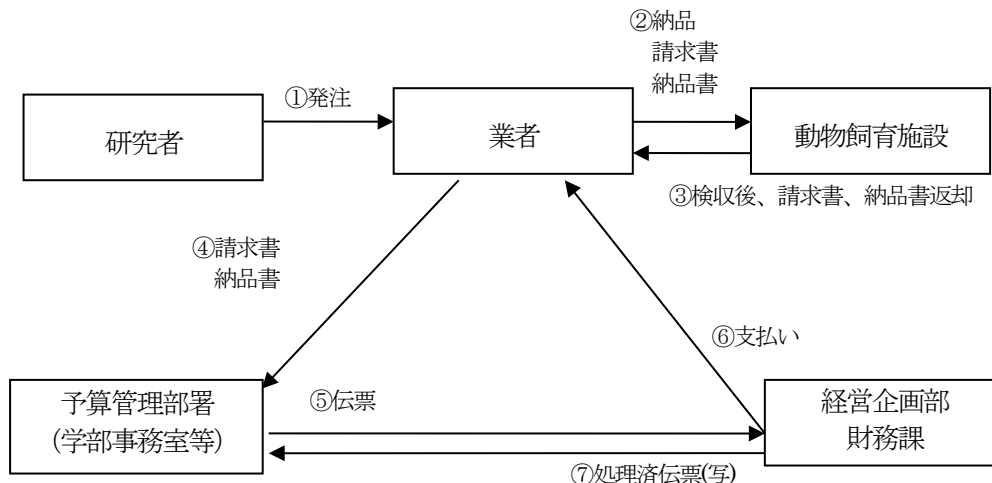 ②納品
請求書
納品書
①発注
研究者
業者
動物飼育施設
③検収後、請求書、納品書返却
④請求書
納品書
⑥支払い
予算管理部署
(学部事務室等)
⑤伝票
経営企画部
財務課
⑦処理済伝票(写)